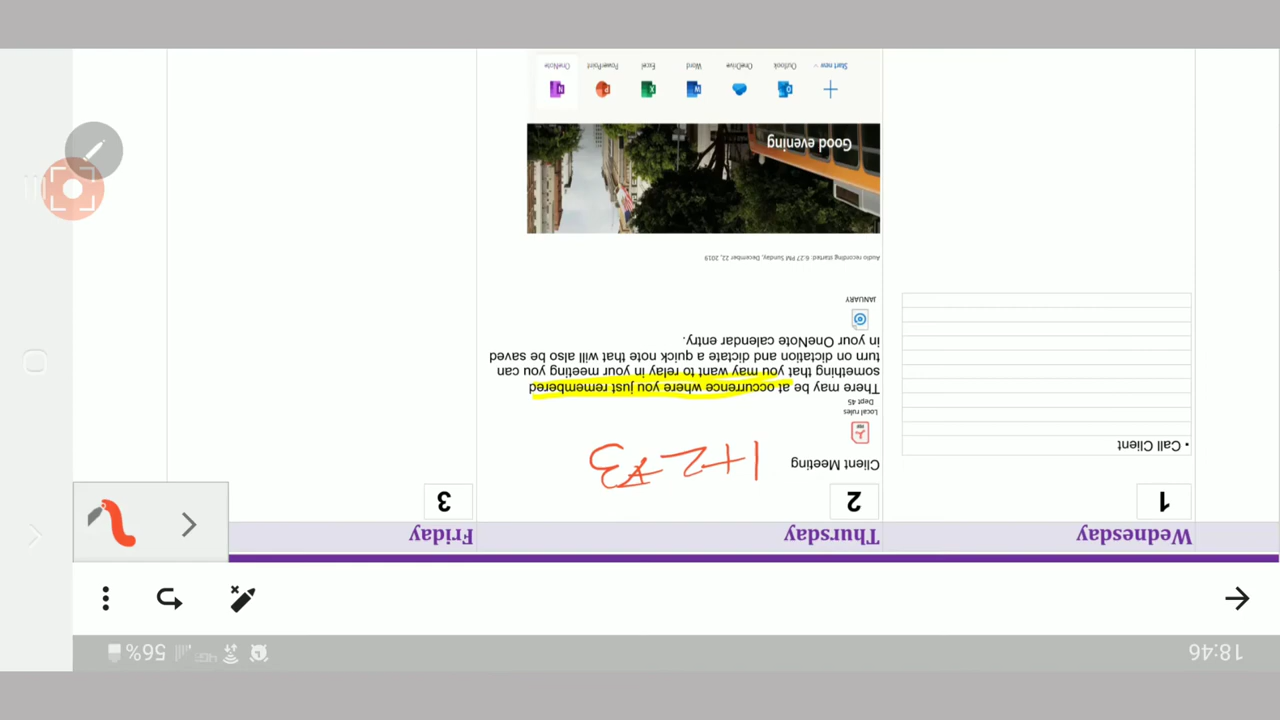 18:46
4G 56%
Wednesday
Thursday
Friday
1
2
3
• Call Client
Client Meeting
1+2*3
PDF
Local rules
Dept 45
There may be at occurrence where you just remembered
something that you may want to relay in your meeting you can
turn on dictation and dictate a quick note that will also be saved
in your OneNote calendar entry.
JANUARY
Audio recording started: 6:27 PM Sunday, December 22, 2019
Good evening
Start new
Outlook
OneDrive
Word
Excel
PowerPoint
OneNote